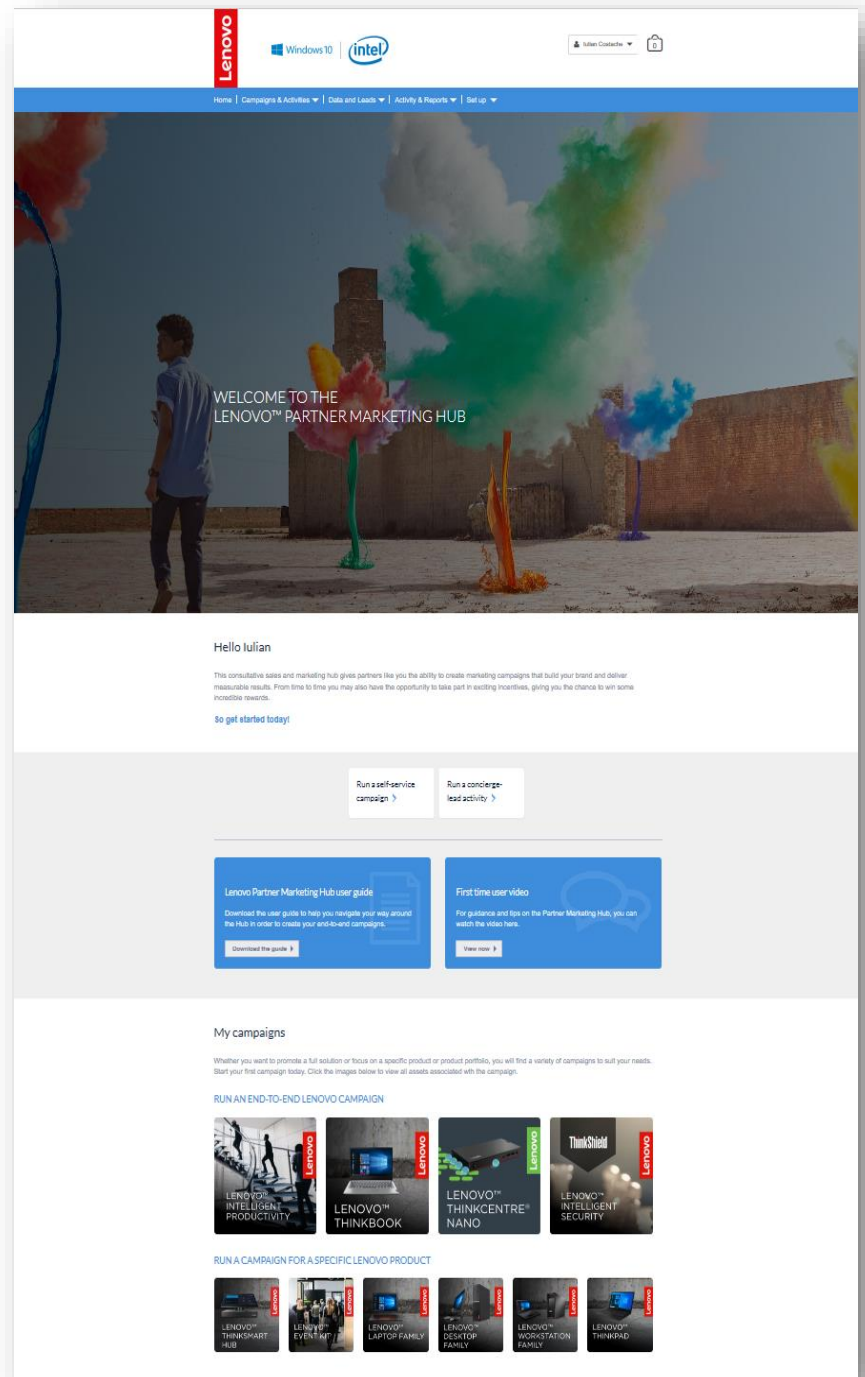 Lenovo
Windows 10
intel
Iulian Costache
0
Home
Campaigns & Activities
Data and Leads
Activity & Reports
Set up
WELCOME TO THE
LENOVO™ PARTNER MARKETING HUB
Hello Iulian
This consultative sales and marketing hub gives partners like you the ability to create marketing campaigns that build your brand and deliver
measurable results. From time to time you may also have the opportunity to take part in exciting incentives, giving you the chance to win some
incredible rewards.
So get started today!
Run a self-service
campaign
Run a concierge-
lead activity
Lenovo Partner Marketing Hub user guide
Download the user guide to help you navigate your way around
the Hub in order to create your end-to-end campaigns.
Download the guide
First time user video
For guidance and tips on the Partner Marketing Hub, you can
watch the video here.
View now
My campaigns
Whether you want to promote a full solution or focus on a specific product or product portfolio, you will find a variety of campaigns to suit your needs.
Start your first campaign today. Click the images below to view all assets associated with the campaign.
RUN AN END-TO-END LENOVO CAMPAIGN
Lenovo
LENOVO™
INTELLIGENT
PRODUCTIVITY
Lenovo
LENOVO™
THINKBOOK
Lenovo
LENOVO™
THINKCENTRE®
NANO
ThinkShield
Lenovo
LENOVO™
INTELLIGENT
SECURITY
RUN A CAMPAIGN FOR A SPECIFIC LENOVO PRODUCT
Lenovo
LENOVO™
THINKSMART
HUB
Lenovo
LENOVO™
EVENT KIT
Lenovo
LENOVO™
LAPTOP FAMILY
Lenovo
LENOVO™
DESKTOP
FAMILY
Lenovo
LENOVO™
WORKSTATION
FAMILY
Lenovo
LENOVO™
THINKPAD